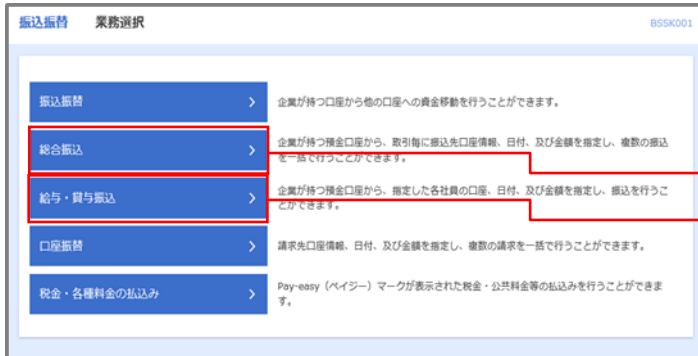 振込振替 業務選択 BSSK001
振込振替 企業が持つ口座から他の口座への資金移動を行うことができます。
総合振込 企業が持つ預金口座から、取引毎に振込先口座情報、日付、及び金額を指定し、複数の振込
を一括で行うことができます。
給与・賞与振込 企業が持つ預金口座から、指定した各社員の口座、日付、及び金額を指定し、振込を行うこ
とができます。
口座振替 請求先口座情報、日付、及び金額を指定し、複数の請求を一括で行うことができます。
税金・各種料金の払込み Pay-easy（ペイジー）マークが表示された税金・公共料金等の払込みを行うことができま
す。